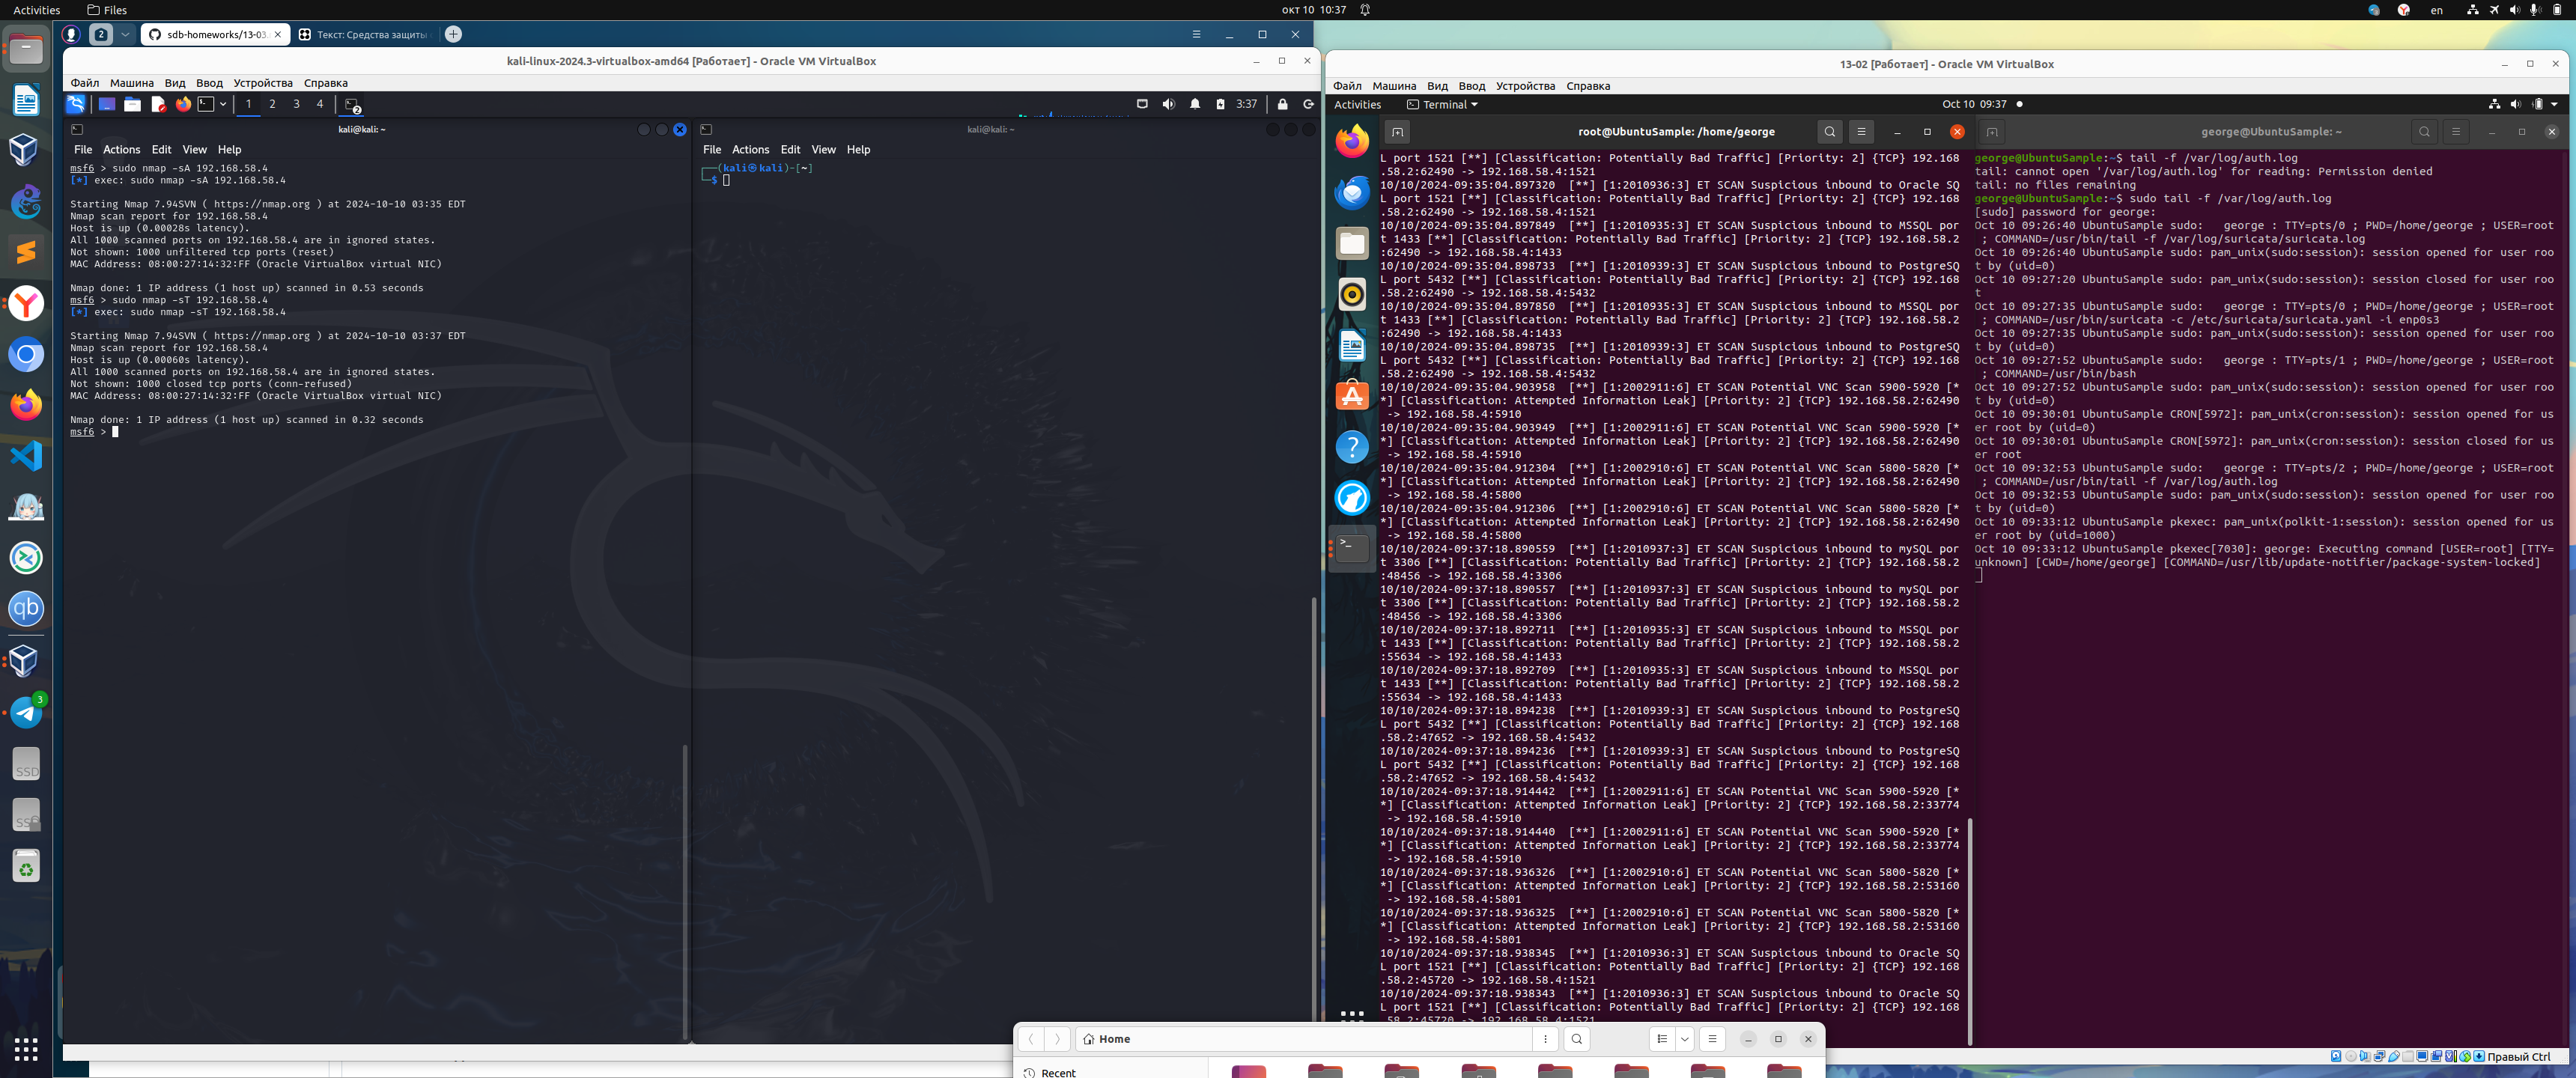 Activities
Files
окт 10 10:37
en
2
sdb-homeworks/13-03.
Текст: Средства защиты
kali-linux-2024.3-virtualbox-amd64 [Работает] - Oracle VM VirtualBox
Файл Машина Вид Ввод Устройства Справка
1 2 3 4
2
3:37
kali@kali: ~
File Actions Edit View Help
msf6 > sudo nmap -sA 192.168.58.4
[*] exec: sudo nmap -sA 192.168.58.4
Starting Nmap 7.94SVN ( https://nmap.org ) at 2024-10-10 03:35 EDT
Nmap scan report for 192.168.58.4
Host is up (0.00028s latency).
All 1000 scanned ports on 192.168.58.4 are in ignored states.
Not shown: 1000 unfiltered tcp ports (reset)
MAC Address: 08:00:27:14:32:FF (Oracle VirtualBox virtual NIC)
Nmap done: 1 IP address (1 host up) scanned in 0.53 seconds
msf6 > sudo nmap -sT 192.168.58.4
[*] exec: sudo nmap -sT 192.168.58.4
Starting Nmap 7.94SVN ( https://nmap.org ) at 2024-10-10 03:37 EDT
Nmap scan report for 192.168.58.4
Host is up (0.00060s latency).
All 1000 scanned ports on 192.168.58.4 are in ignored states.
Not shown: 1000 closed tcp ports (conn-refused)
MAC Address: 08:00:27:14:32:FF (Oracle VirtualBox virtual NIC)
Nmap done: 1 IP address (1 host up) scanned in 0.32 seconds
msf6 >
kali@kali: ~
File Actions Edit View Help
(kali㉿kali)-[~]
$
13-02 [Работает] - Oracle VM VirtualBox
Файл Машина Вид Ввод Устройства Справка
Activities
Terminal
Oct 10 09:37
root@UbuntuSample: /home/george
L port 1521 [**] [Classification: Potentially Bad Traffic] [Priority: 2] {TCP} 192.168
.58.2:62490 -> 192.168.58.4:1521
10/10/2024-09:35:04.897320 [**] [1:2010936:3] ET SCAN Suspicious inbound to Oracle SQ
L port 1521 [**] [Classification: Potentially Bad Traffic] [Priority: 2] {TCP} 192.168
.58.2:62490 -> 192.168.58.4:1521
10/10/2024-09:35:04.897849 [**] [1:2010935:3] ET SCAN Suspicious inbound to MSSQL por
t 1433 [**] [Classification: Potentially Bad Traffic] [Priority: 2] {TCP} 192.168.58.2
:62490 -> 192.168.58.4:1433
10/10/2024-09:35:04.898733 [**] [1:2010939:3] ET SCAN Suspicious inbound to PostgreSQ
L port 5432 [**] [Classification: Potentially Bad Traffic] [Priority: 2] {TCP} 192.168
.58.2:62490 -> 192.168.58.4:5432
10/10/2024-09:35:04.897850 [**] [1:2010935:3] ET SCAN Suspicious inbound to MSSQL por
t 1433 [**] [Classification: Potentially Bad Traffic] [Priority: 2] {TCP} 192.168.58.2
:62490 -> 192.168.58.4:1433
10/10/2024-09:35:04.898735 [**] [1:2010939:3] ET SCAN Suspicious inbound to PostgreSQ
L port 5432 [**] [Classification: Potentially Bad Traffic] [Priority: 2] {TCP} 192.168
.58.2:62490 -> 192.168.58.4:5432
10/10/2024-09:35:04.903958 [**] [1:2002911:6] ET SCAN Potential VNC Scan 5900-5920 [*
*] [Classification: Attempted Information Leak] [Priority: 2] {TCP} 192.168.58.2:62490
 -> 192.168.58.4:5910
10/10/2024-09:35:04.903949 [**] [1:2002911:6] ET SCAN Potential VNC Scan 5900-5920 [*
*] [Classification: Attempted Information Leak] [Priority: 2] {TCP} 192.168.58.2:62490
 -> 192.168.58.4:5910
10/10/2024-09:35:04.912304 [**] [1:2002910:6] ET SCAN Potential VNC Scan 5800-5820 [*
*] [Classification: Attempted Information Leak] [Priority: 2] {TCP} 192.168.58.2:62490
 -> 192.168.58.4:5800
10/10/2024-09:35:04.912306 [**] [1:2002910:6] ET SCAN Potential VNC Scan 5800-5820 [*
*] [Classification: Attempted Information Leak] [Priority: 2] {TCP} 192.168.58.2:62490
 -> 192.168.58.4:5800
10/10/2024-09:37:18.890559 [**] [1:2010937:3] ET SCAN Suspicious inbound to mySQL por
t 3306 [**] [Classification: Potentially Bad Traffic] [Priority: 2] {TCP} 192.168.58.2
:48456 -> 192.168.58.4:3306
10/10/2024-09:37:18.890557 [**] [1:2010937:3] ET SCAN Suspicious inbound to mySQL por
t 3306 [**] [Classification: Potentially Bad Traffic] [Priority: 2] {TCP} 192.168.58.2
:48456 -> 192.168.58.4:3306
10/10/2024-09:37:18.892711 [**] [1:2010935:3] ET SCAN Suspicious inbound to MSSQL por
t 1433 [**] [Classification: Potentially Bad Traffic] [Priority: 2] {TCP} 192.168.58.2
:55634 -> 192.168.58.4:1433
10/10/2024-09:37:18.892709 [**] [1:2010935:3] ET SCAN Suspicious inbound to MSSQL por
t 1433 [**] [Classification: Potentially Bad Traffic] [Priority: 2] {TCP} 192.168.58.2
:55634 -> 192.168.58.4:1433
10/10/2024-09:37:18.894238 [**] [1:2010939:3] ET SCAN Suspicious inbound to PostgreSQ
L port 5432 [**] [Classification: Potentially Bad Traffic] [Priority: 2] {TCP} 192.168
.58.2:47652 -> 192.168.58.4:5432
10/10/2024-09:37:18.894236 [**] [1:2010939:3] ET SCAN Suspicious inbound to PostgreSQ
L port 5432 [**] [Classification: Potentially Bad Traffic] [Priority: 2] {TCP} 192.168
.58.2:47652 -> 192.168.58.4:5432
10/10/2024-09:37:18.914442 [**] [1:2002911:6] ET SCAN Potential VNC Scan 5900-5920 [*
*] [Classification: Attempted Information Leak] [Priority: 2] {TCP} 192.168.58.2:33774
 -> 192.168.58.4:5910
10/10/2024-09:37:18.914440 [**] [1:2002911:6] ET SCAN Potential VNC Scan 5900-5920 [*
*] [Classification: Attempted Information Leak] [Priority: 2] {TCP} 192.168.58.2:33774
 -> 192.168.58.4:5910
10/10/2024-09:37:18.936326 [**] [1:2002910:6] ET SCAN Potential VNC Scan 5800-5820 [*
*] [Classification: Attempted Information Leak] [Priority: 2] {TCP} 192.168.58.2:53160
 -> 192.168.58.4:5801
10/10/2024-09:37:18.936325 [**] [1:2002910:6] ET SCAN Potential VNC Scan 5800-5820 [*
*] [Classification: Attempted Information Leak] [Priority: 2] {TCP} 192.168.58.2:53160
 -> 192.168.58.4:5801
10/10/2024-09:37:18.938345 [**] [1:2010936:3] ET SCAN Suspicious inbound to Oracle SQ
L port 1521 [**] [Classification: Potentially Bad Traffic] [Priority: 2] {TCP} 192.168
.58.2:45720 -> 192.168.58.4:1521
10/10/2024-09:37:18.938343 [**] [1:2010936:3] ET SCAN Suspicious inbound to Oracle SQ
L port 1521 [**] [Classification: Potentially Bad Traffic] [Priority: 2] {TCP} 192.168
.58.2:45720 -> 192.168.58.4:1521
george@UbuntuSample: ~
george@UbuntuSample:~$ tail -f /var/log/auth.log
tail: cannot open '/var/log/auth.log' for reading: Permission denied
tail: no files remaining
george@UbuntuSample:~$ sudo tail -f /var/log/auth.log
[sudo] password for george:
Oct 10 09:26:40 UbuntuSample sudo:   george : TTY=pts/0 ; PWD=/home/george ; USER=root
 ; COMMAND=/usr/bin/tail -f /var/log/suricata/suricata.log
Oct 10 09:26:40 UbuntuSample sudo: pam_unix(sudo:session): session opened for user roo
t by (uid=0)
Oct 10 09:27:20 UbuntuSample sudo: pam_unix(sudo:session): session closed for user roo
t
Oct 10 09:27:35 UbuntuSample sudo:   george : TTY=pts/0 ; PWD=/home/george ; USER=root
 ; COMMAND=/usr/bin/suricata -c /etc/suricata/suricata.yaml -i enp0s3
Oct 10 09:27:35 UbuntuSample sudo: pam_unix(sudo:session): session opened for user roo
t by (uid=0)
Oct 10 09:27:52 UbuntuSample sudo:   george : TTY=pts/1 ; PWD=/home/george ; USER=root
 ; COMMAND=/usr/bin/bash
Oct 10 09:27:52 UbuntuSample sudo: pam_unix(sudo:session): session opened for user roo
t by (uid=0)
Oct 10 09:30:01 UbuntuSample CRON[5972]: pam_unix(cron:session): session opened for us
er root by (uid=0)
Oct 10 09:30:01 UbuntuSample CRON[5972]: pam_unix(cron:session): session closed for us
er root
Oct 10 09:32:53 UbuntuSample sudo:   george : TTY=pts/2 ; PWD=/home/george ; USER=root
 ; COMMAND=/usr/bin/tail -f /var/log/auth.log
Oct 10 09:32:53 UbuntuSample sudo: pam_unix(sudo:session): session opened for user roo
t by (uid=0)
Oct 10 09:33:12 UbuntuSample pkexec: pam_unix(polkit-1:session): session opened for us
er root by (uid=1000)
Oct 10 09:33:12 UbuntuSample pkexec[7030]: george: Executing command [USER=root] [TTY=
unknown] [CWD=/home/george] [COMMAND=/usr/lib/update-notifier/package-system-locked]
3
SSD
Home
Recent
Правый Ctrl